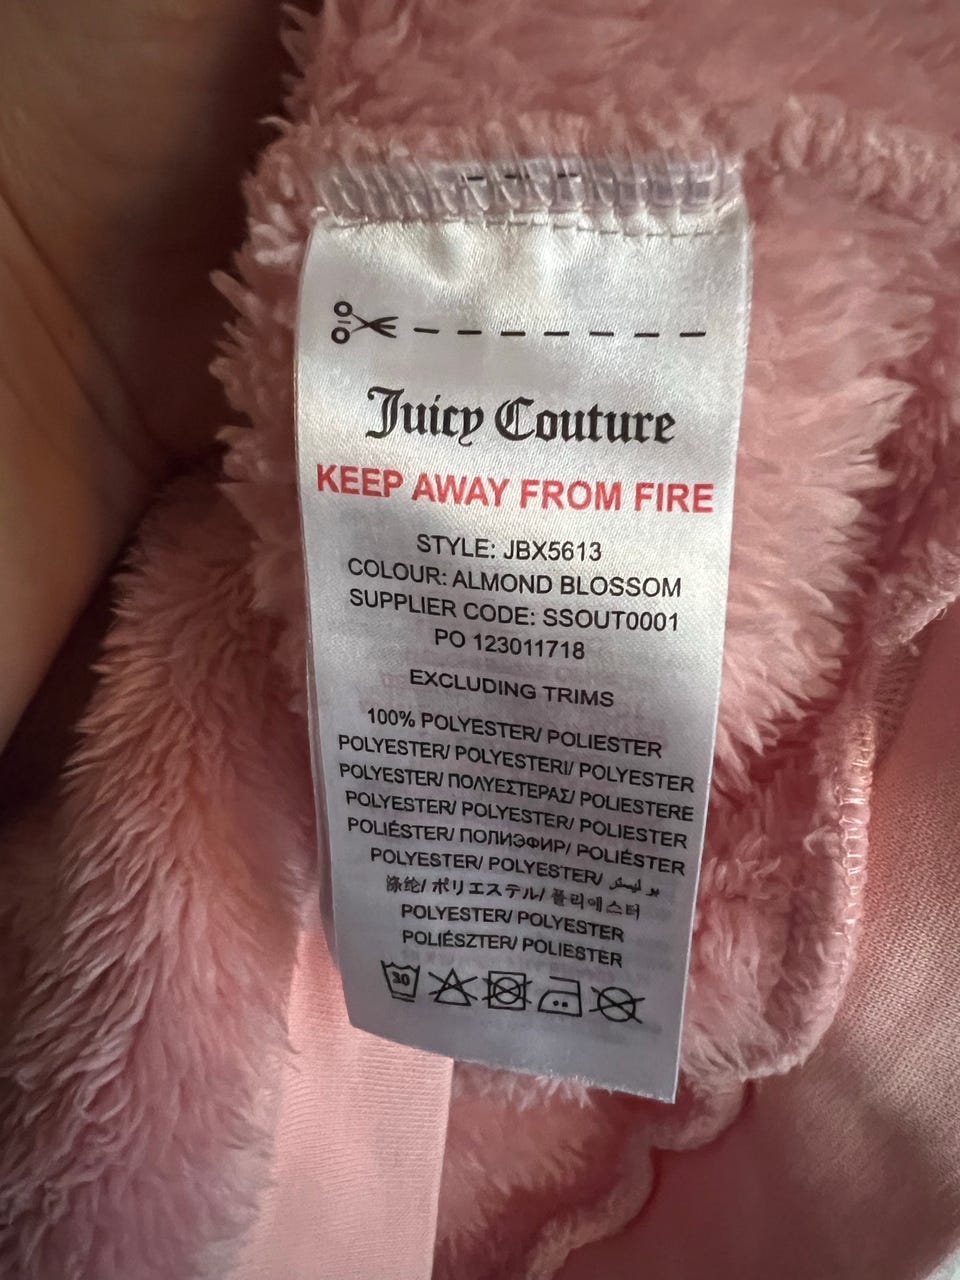 Juicy Couture
KEEP AWAY FROM FIRE
STYLE: JBX5613
COLOUR: ALMOND BLOSSOM
SUPPLIER CODE: SSOUT0001
PO 123011718
EXCLUDING TRIMS
100% POLYESTER/ POLIESTER
POLYESTER/ POLYESTERI/ POLYESTER
POLYESTER/ ΠΟΛΥΕΣΤΕΡΑΣ/ POLIESTERE
POLYESTER/ POLYESTER/ POLIESTER
POLIÉSTER/ ПОЛИЭФИР/ POLIÉSTER
POLYESTER/ POLYESTER/ بو ليستر
涤纶/ ポリエステル/ 폴리에스터
POLYESTER/ POLYESTER
POLIÉSZTER/ POLIESTER
30